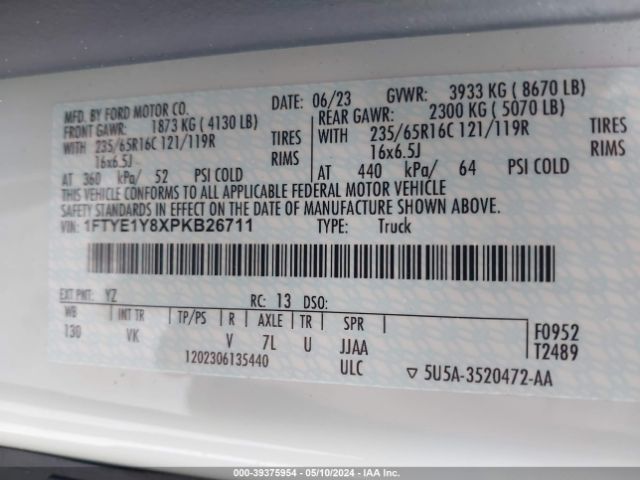 MFD. BY FORD MOTOR CO.
DATE: 06/23 GVWR: 3933 KG ( 8670 LB)
FRONT GAWR: 1873 KG ( 4130 LB) REAR GAWR: 2300 KG ( 5070 LB)
WITH 235/65R16C 121/119R TIRES WITH 235/65R16C 121/119R TIRES
16x6.5J RIMS 16x6.5J RIMS
AT 360 kPa/ 52 PSI COLD AT 440 kPa/ 64 PSI COLD
THIS VEHICLE CONFORMS TO ALL APPLICABLE FEDERAL MOTOR VEHICLE
SAFETY STANDARDS IN EFFECT ON THE DATE OF MANUFACTURE SHOWN ABOVE.
VIN: 1FTYE1Y8XPKB26711 TYPE: Truck
EXT PNT: YZ RC: 13 DSO:
WB INT TR TP/PS R AXLE TR SPR F0952
130 VK V 7L U JJAA T2489
1202306135440 ULC ▽ 5U5A-3520472-AA
000-39375954 - 05/10/2024 - IAA Inc.